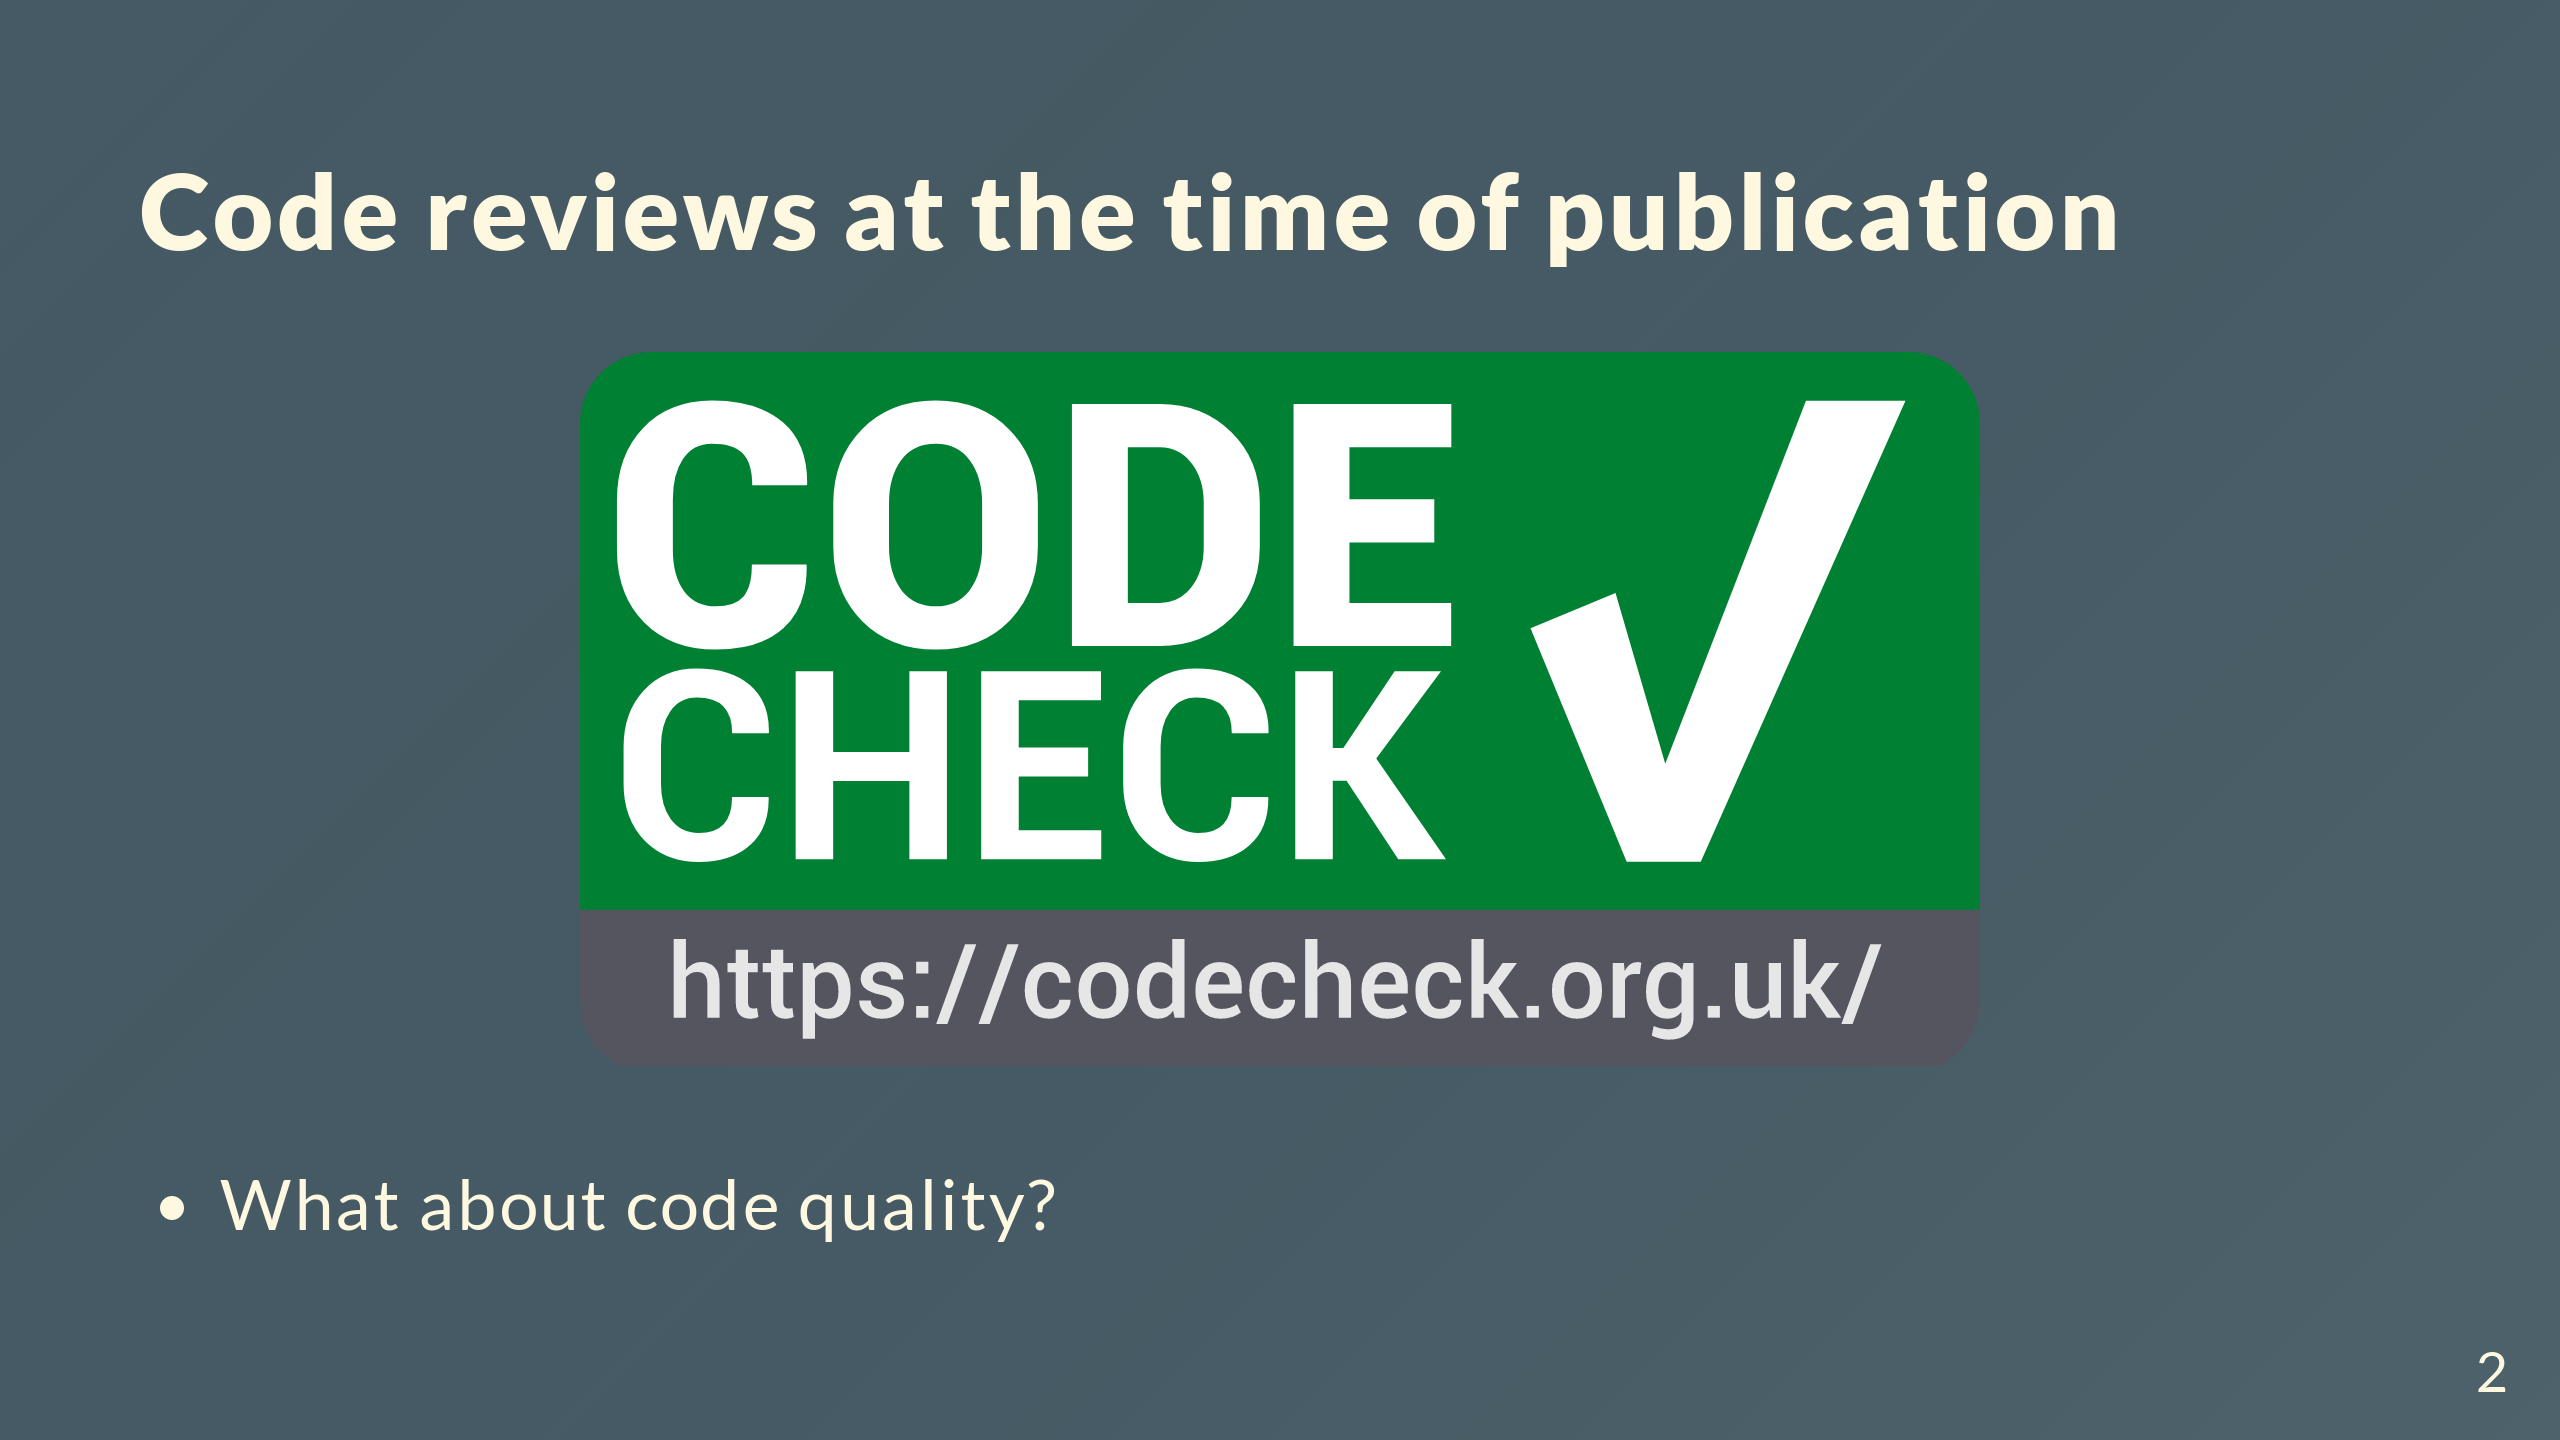 Code reviews at the time of publication
CODE
CHECK
https://codecheck.org.uk/
What about code quality?
2